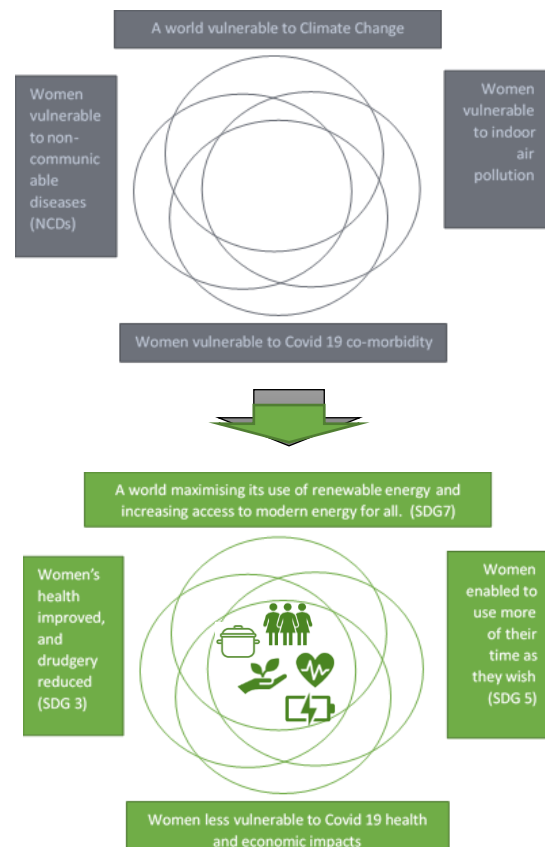 A world vulnerable to Climate Change
Women
vulnerable
to non-
communic
able
diseases
(NCDs)
Women
vulnerable
to indoor
air
pollution
Women vulnerable to Covid 19 co-morbidity
A world maximising its use of renewable energy and
increasing access to modern energy for all. (SDG7)
Women's
health
improved,
and
drudgery
reduced
(SDG 3)
Women
enabled to
use more
of their
time as
they wish
(SDG 5)
Women less vulnerable to Covid 19 health
and economic impacts